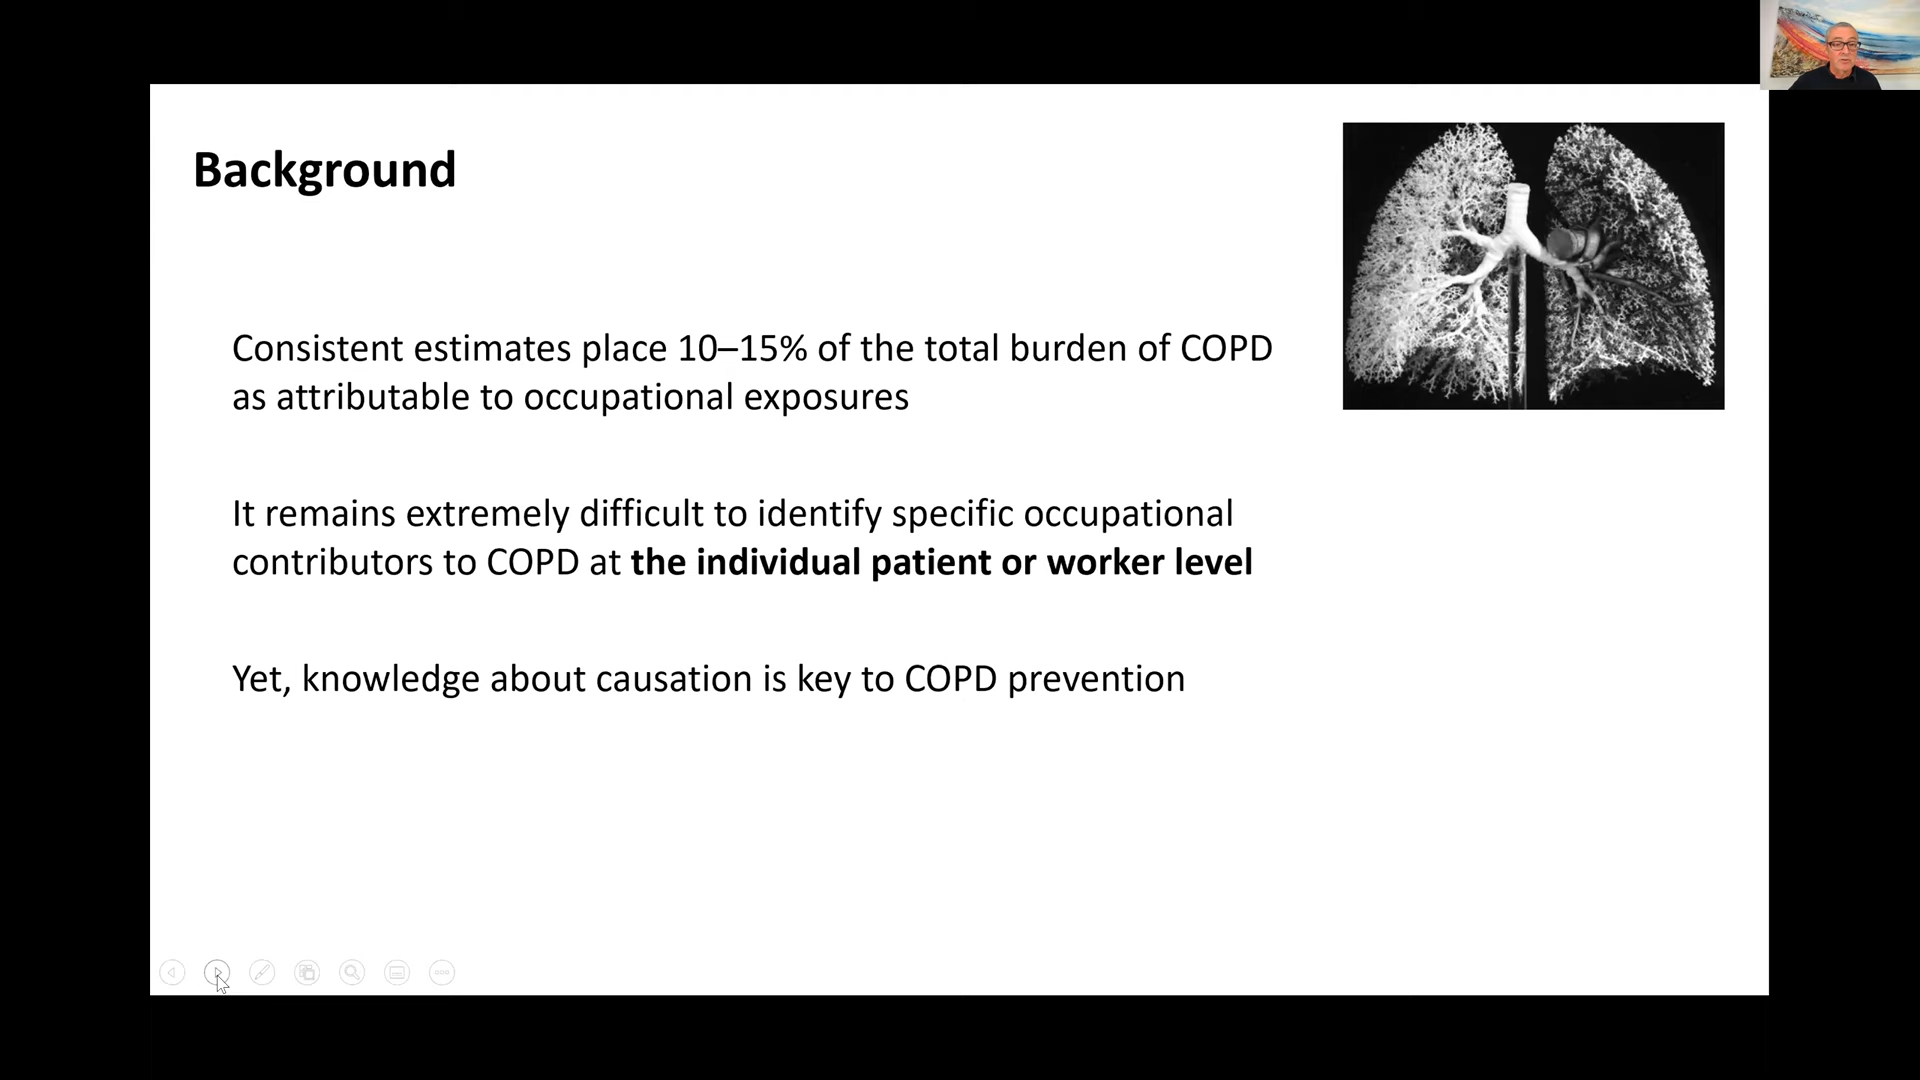 Background
Consistent estimates place 10–15% of the total burden of COPD
as attributable to occupational exposures
It remains extremely difficult to identify specific occupational
contributors to COPD at the individual patient or worker level
Yet, knowledge about causation is key to COPD prevention